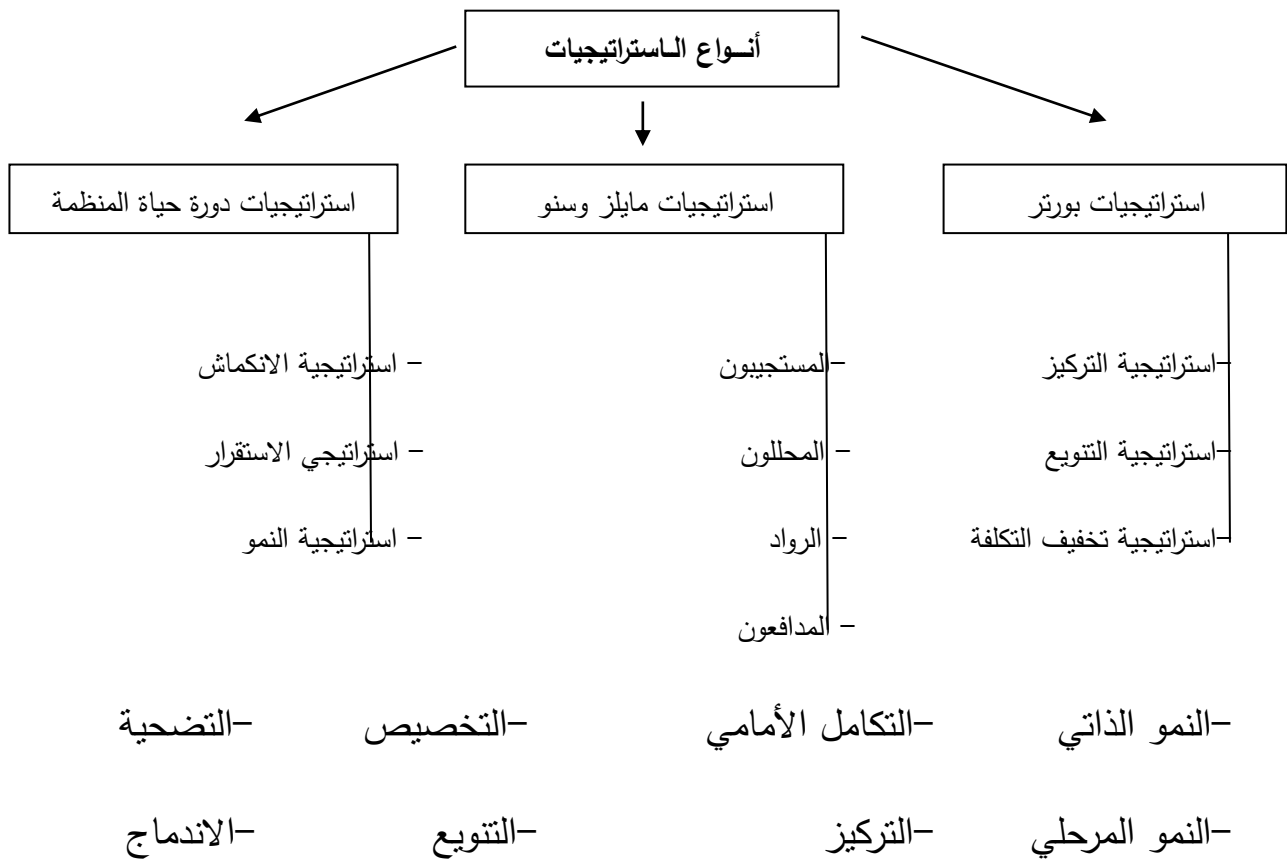 أنــواع الـاستراتيجيات
استراتيجيات بورتر
استراتيجيات مايلز وسنو
استراتيجيات دورة حياة المنظمة
-استراتيجية التركيز
-استراتيجية التنويع
-استراتيجية تخفيف التكلفة
-المستجيبون
- المحللون
- الرواد
- المدافعون
- استراتيجية الانكماش
- استراتيجي الاستقرار
- استراتيجية النمو
-النمو الذاتي -التكامل الأمامي -التخصيص -التضحية
-النمو المرحلي -التركيز -التنويع -الاندماج